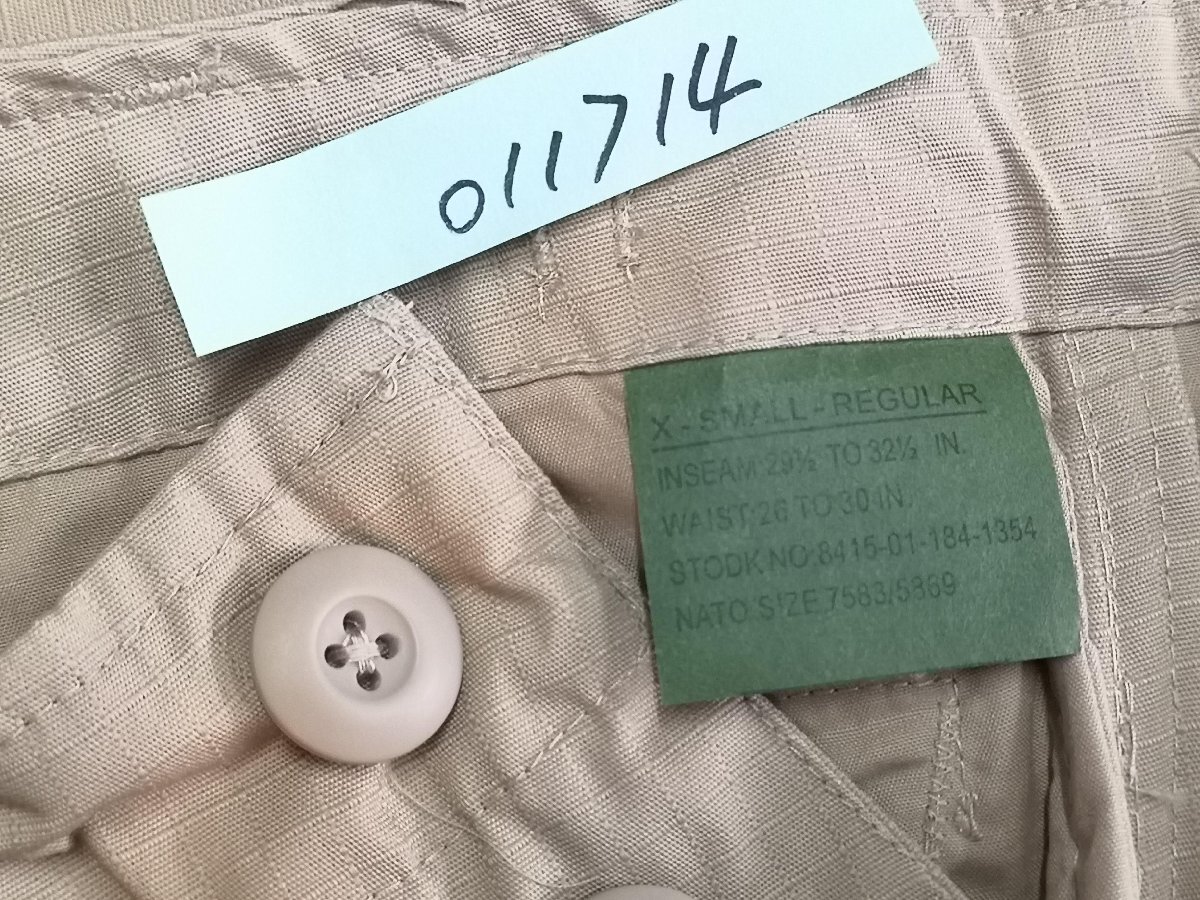 011714
X - SMALL - REGULAR
INSEAM:29½ TO 32½ IN.
WAIST:26 TO 30 IN.
STODK NO:8415-01-184-1354
NATO SIZE 7583/5869